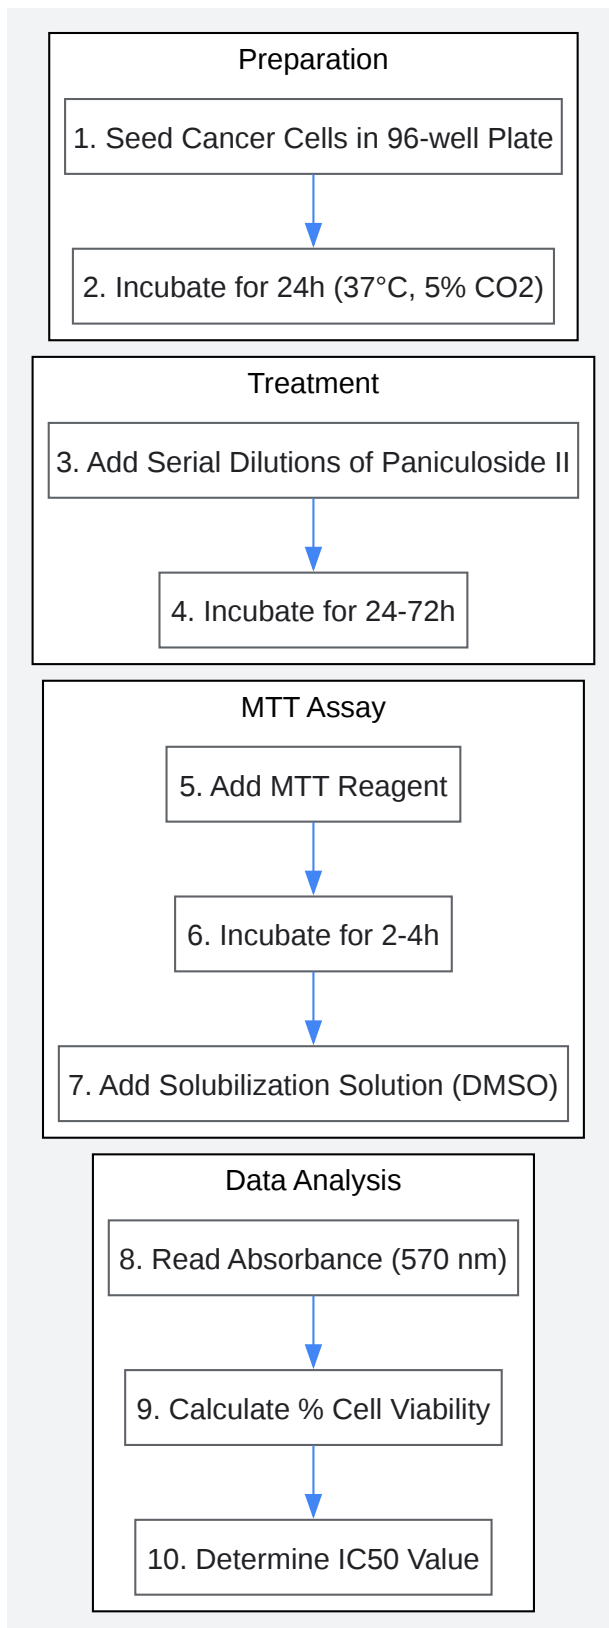 Preparation
1. Seed Cancer Cells in 96-well Plate
2. Incubate for 24h (37°C, 5% CO2)
Treatment
3. Add Serial Dilutions of Paniculoside II
4. Incubate for 24-72h
MTT Assay
5. Add MTT Reagent
6. Incubate for 2-4h
7. Add Solubilization Solution (DMSO)
Data Analysis
8. Read Absorbance (570 nm)
9. Calculate % Cell Viability
10. Determine IC50 Value